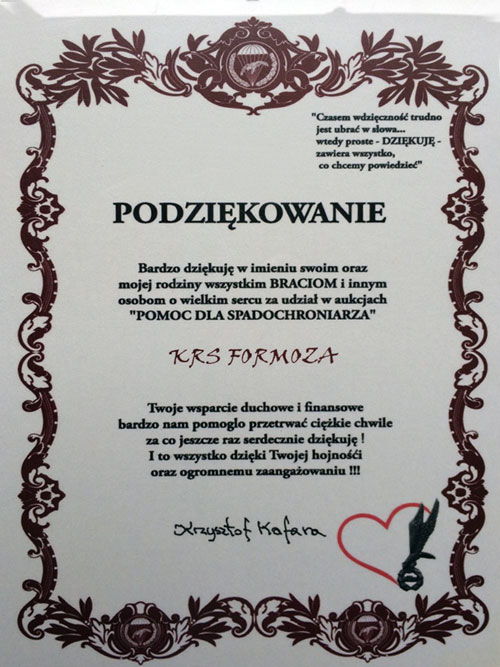 "Czasem wdzięczność trudno
jest ubrać w słowa...
wtedy proste - DZIĘKUJĘ -
zawiera wszystko,
co chcemy powiedzieć"
PODZIĘKOWANIE
Bardzo dziękuję w imieniu swoim oraz
mojej rodziny wszystkim BRACIOM i innym
osobom o wielkim sercu za udział w aukcjach
"POMOC DLA SPADOCHRONIARZA"
KRS FORMOZA
Twoje wsparcie duchowe i finansowe
bardzo nam pomogło przetrwać ciężkie chwile
za co jeszcze raz serdecznie dziękuję !
I to wszystko dzięki Twojej hojnośći
oraz ogromnemu zaangażowaniu !!!
Krzysztof Kafara